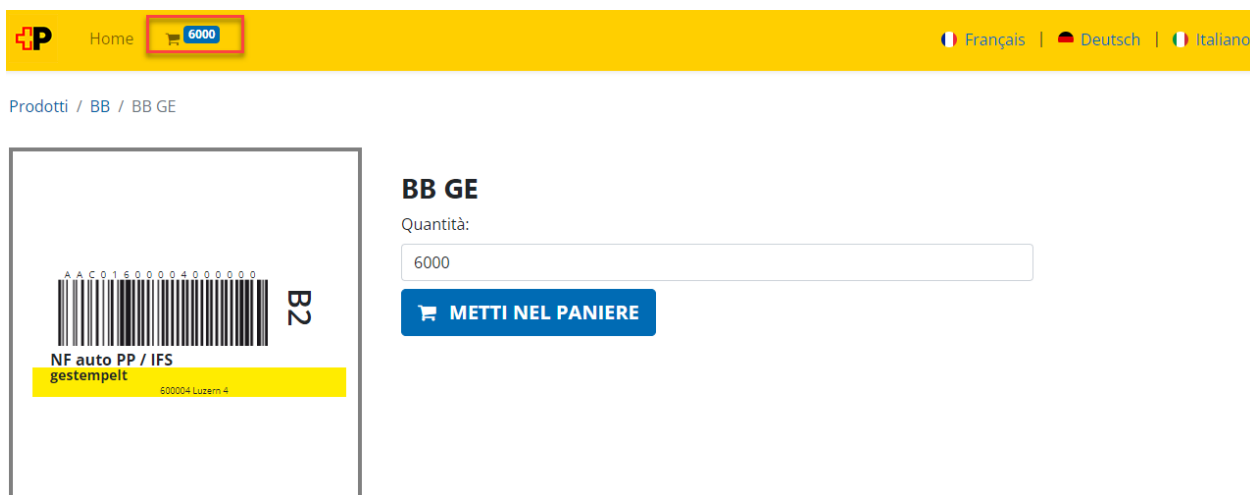 P Home 6000 Français | Deutsch | Italiano
Prodotti / BB / BB GE
BB GE
Quantità:
6000
METTI NEL PANIERE
AAC01600004000000
B2
NF auto PP / IFS
gestempelt
600004 Luzern 4